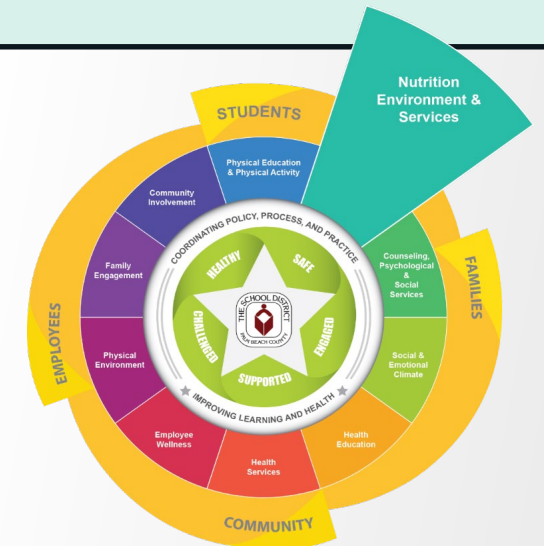 Nutrition
Environment &
Services
STUDENTS
Physical Education
& Physical Activity
Community
Involvement
COORDINATING POLICY, PROCESS, AND PRACTICE
HEALTHY
SAFE
Family
Engagement
Counseling,
Psychological
&
Social
Services
FAMILIES
THE SCHOOL DISTRICT
PALM BEACH COUNTY
EMPLOYEES
CHALLENGED
ENGAGED
Physical
Environment
SUPPORTED
Social &
Emotional
Climate
IMPROVING LEARNING AND HEALTH
Employee
Wellness
Health
Services
Health
Education
COMMUNITY